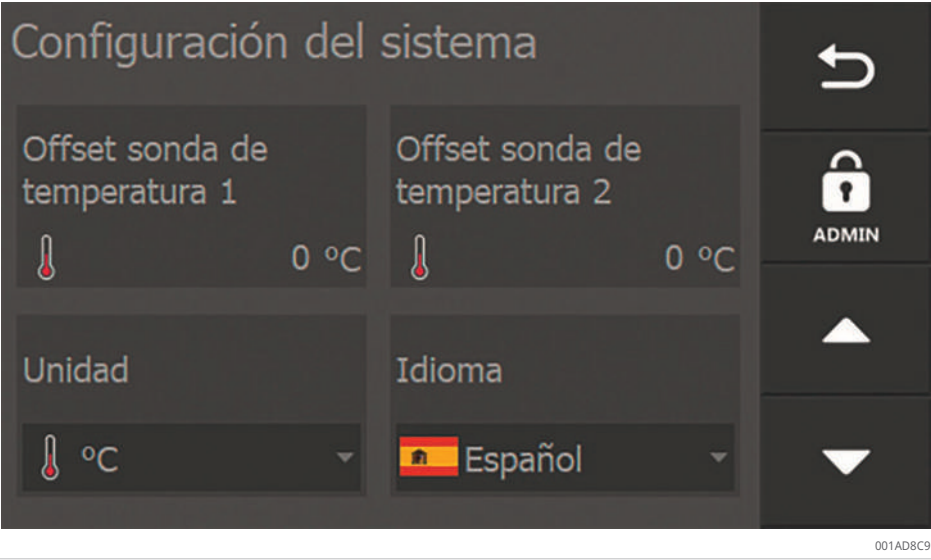 Configuración del sistema
Offset sonda de
temperatura 1
0 ºC
Offset sonda de
temperatura 2
0 ºC
ADMIN
Unidad
ºC
Idioma
Español
001AD8C9